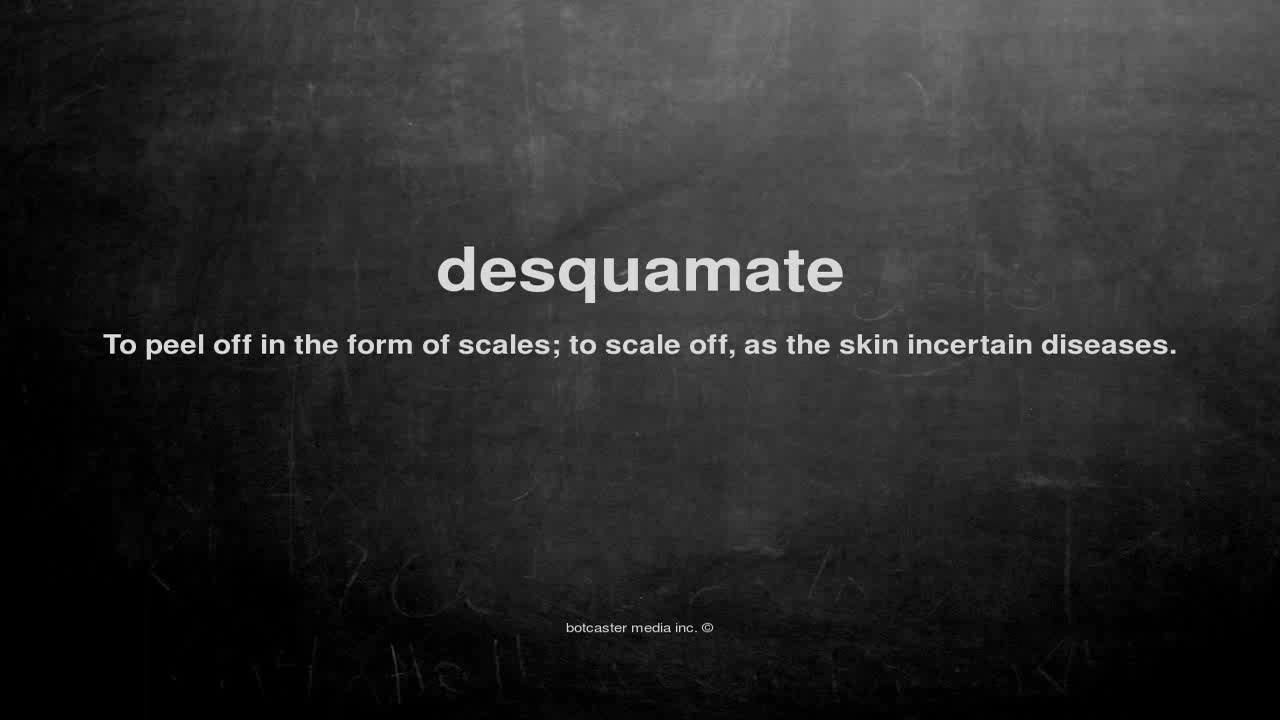 desquamate
To peel off in the form of scales; to scale off, as the skin incertain diseases.
botcaster media inc. ©